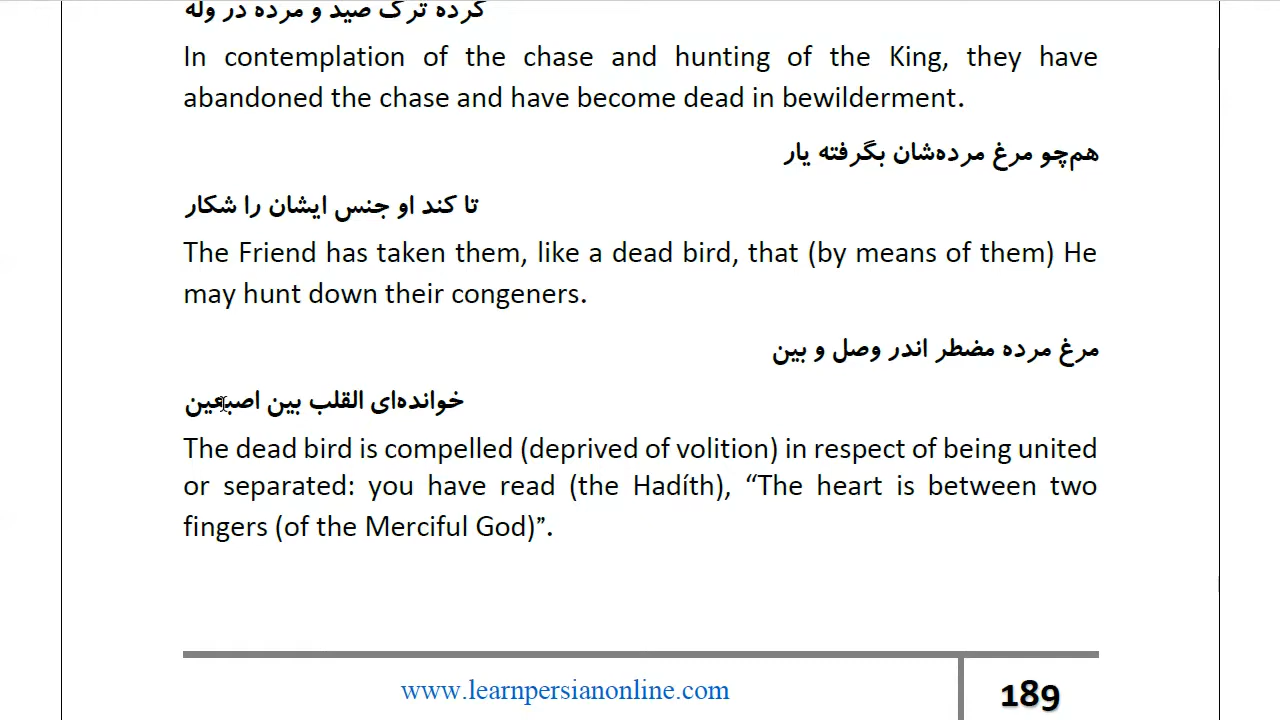 کرده ترک صید و مرده در وله
In contemplation of the chase and hunting of the King, they have
abandoned the chase and have become dead in bewilderment.
هم‌چو مرغ مرده‌شان بگرفته یار
تا کند او جنس ایشان را شکار
The Friend has taken them, like a dead bird, that (by means of them) He
may hunt down their congeners.
مرغ مرده مضطر اندر وصل و بین
خوانده‌ای القلب بین اصبعین
The dead bird is compelled (deprived of volition) in respect of being united
or separated: you have read (the Hadíth), “The heart is between two
fingers (of the Merciful God)”.
www.learnpersianonline.com
189